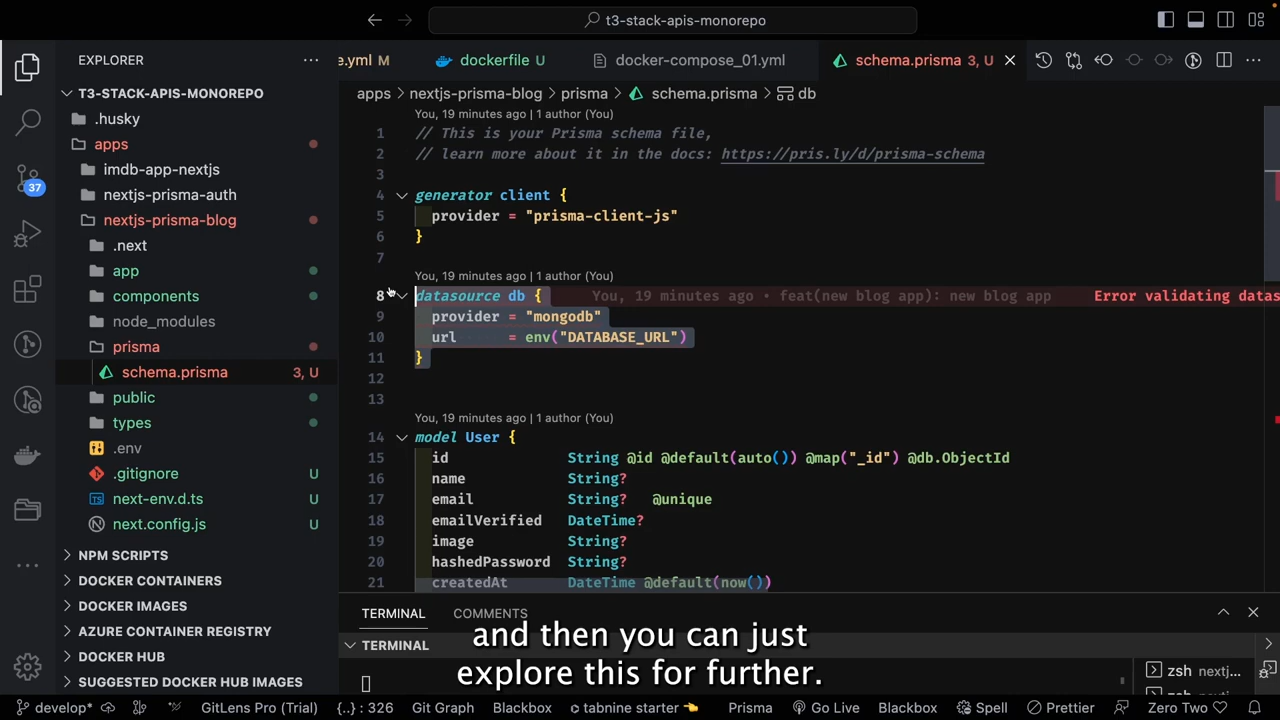 t3-stack-apis-monorepo
EXPLORER
e.yml M
dockerfile U
docker-compose_01.yml
schema.prisma 3, U
T3-STACK-APIS-MONOREPO
.husky
apps
imdb-app-nextjs
nextjs-prisma-auth
nextjs-prisma-blog
.next
app
components
node_modules
prisma
schema.prisma 3, U
public
types
.env
.gitignore U
next-env.d.ts U
next.config.js U
NPM SCRIPTS
DOCKER CONTAINERS
DOCKER IMAGES
AZURE CONTAINER REGISTRY
DOCKER HUB
SUGGESTED DOCKER HUB IMAGES
37
apps > nextjs-prisma-blog > prisma > schema.prisma > db
You, 19 minutes ago | 1 author (You)
1 // This is your Prisma schema file,
2 // learn more about it in the docs: https://pris.ly/d/prisma-schema
3
4 generator client {
5 provider = "prisma-client-js"
6 }
7
You, 19 minutes ago | 1 author (You)
8 datasource db { You, 19 minutes ago • feat(new blog app): new blog app Error validating datas
9 provider = "mongodb"
10 url = env("DATABASE_URL")
11 }
12
13
You, 19 minutes ago | 1 author (You)
14 model User {
15 id String @id @default(auto()) @map("_id") @db.ObjectId
16 name String?
17 email String? @unique
18 emailVerified DateTime?
19 image String?
20 hashedPassword String?
21 createdAt DateTime @default(now())
TERMINAL COMMENTS
TERMINAL
zsh nextj...
zsh nextj...
and then you can just
explore this for further.
develop* GitLens Pro (Trial) {..} : 326 Git Graph Blackbox tabnine starter Prisma Go Live Blackbox Spell Prettier Zero Two